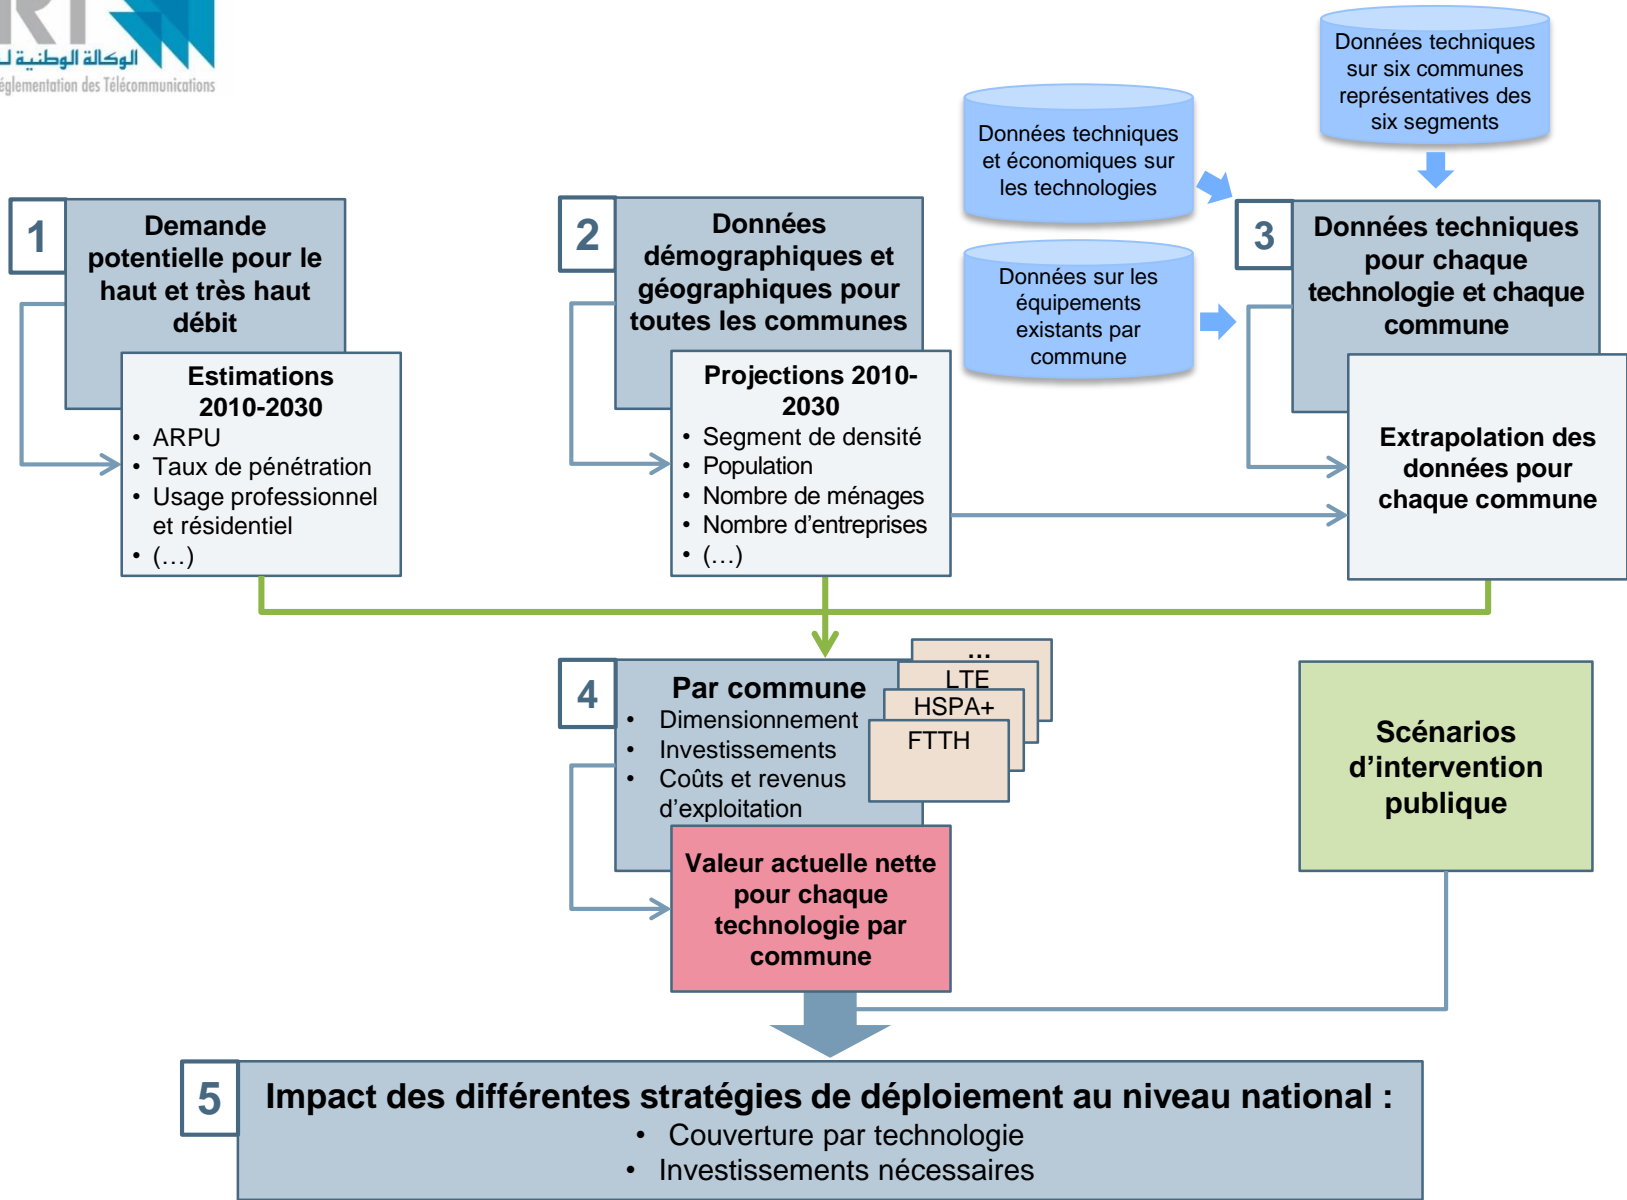 RT
الوكالة الوطنية
églementation des Télécommunications
Données techniques
sur six communes
représentatives des
six segments
Données techniques
et économiques sur
les technologies
Données sur les
équipements
existants par
commune
1
Demande
potentielle pour le
haut et très haut
débit
Estimations
2010-2030
• ARPU
• Taux de pénétration
• Usage professionnel
et résidentiel
• (…)
2
Données
démographiques et
géographiques pour
toutes les communes
Projections 2010-
2030
• Segment de densité
• Population
• Nombre de ménages
• Nombre d’entreprises
• (…)
3
Données techniques
pour chaque
technologie et chaque
commune
Extrapolation des
données pour
chaque commune
4
Par commune
• Dimensionnement
• Investissements
• Coûts et revenus
d’exploitation
…
LTE
HSPA+
FTTH
Valeur actuelle nette
pour chaque
technologie par
commune
Scénarios
d’intervention
publique
5
Impact des différentes stratégies de déploiement au niveau national :
• Couverture par technologie
• Investissements nécessaires